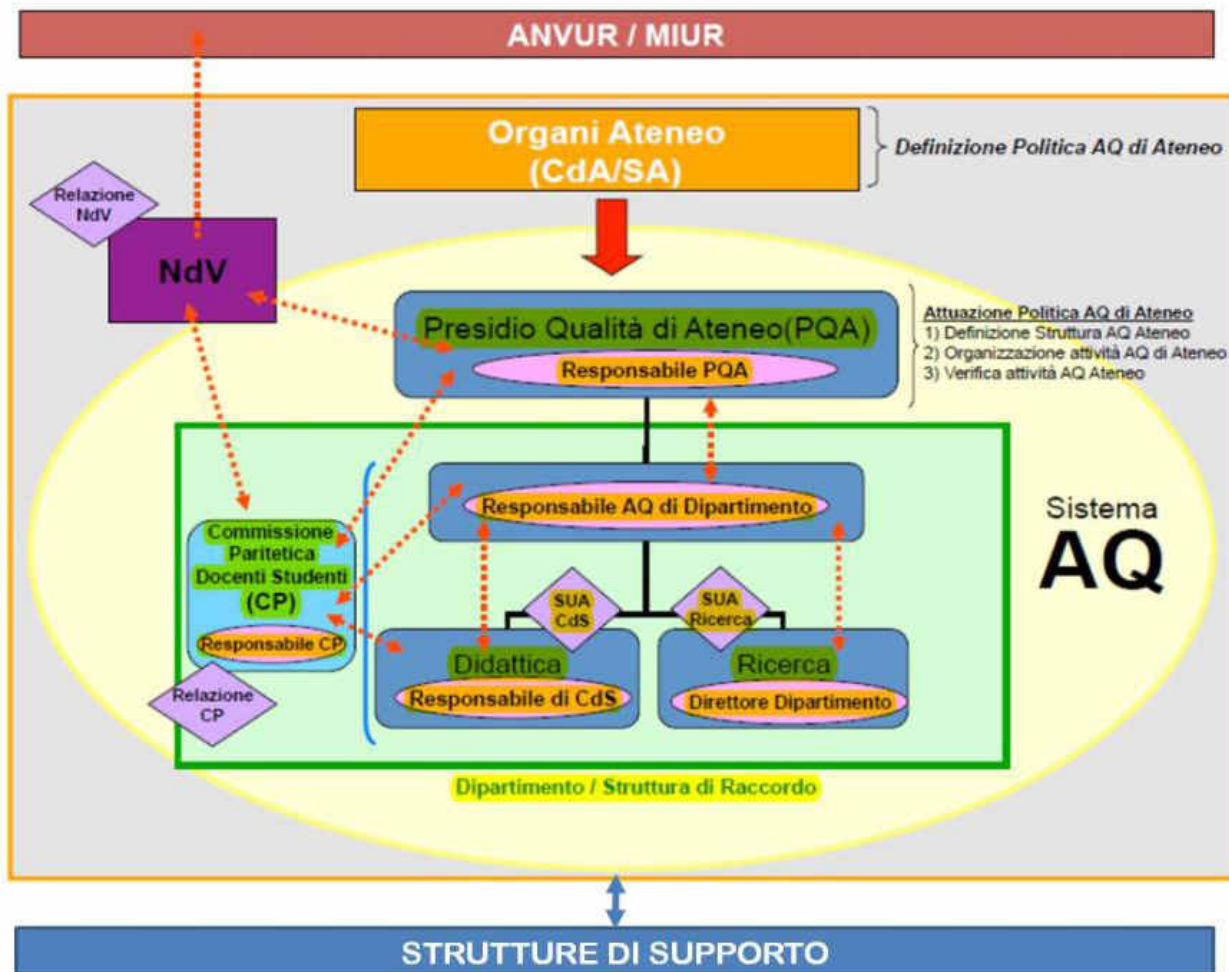 ANVUR / MIUR
Organi Ateneo
(CdA/SA)
Definizione Politica AQ di Ateneo
Relazione
NdV
NdV
Presidio Qualità di Ateneo(PQA)
Responsabile PQA
Attuazione Politica AQ di Ateneo
1) Definizione Struttura AQ Ateneo
2) Organizzazione attività AQ di Ateneo
3) Verifica attività AQ Ateneo
Responsabile AQ di Dipartimento
Sistema
AQ
Commissione
Paritetica
Docenti Studenti
(CP)
Responsabile CP
Relazione
CP
SUA
CdS
SUA
Ricerca
Didattica
Responsabile di CdS
Ricerca
Direttore Dipartimento
Dipartimento / Struttura di Raccordo
STRUTTURE DI SUPPORTO